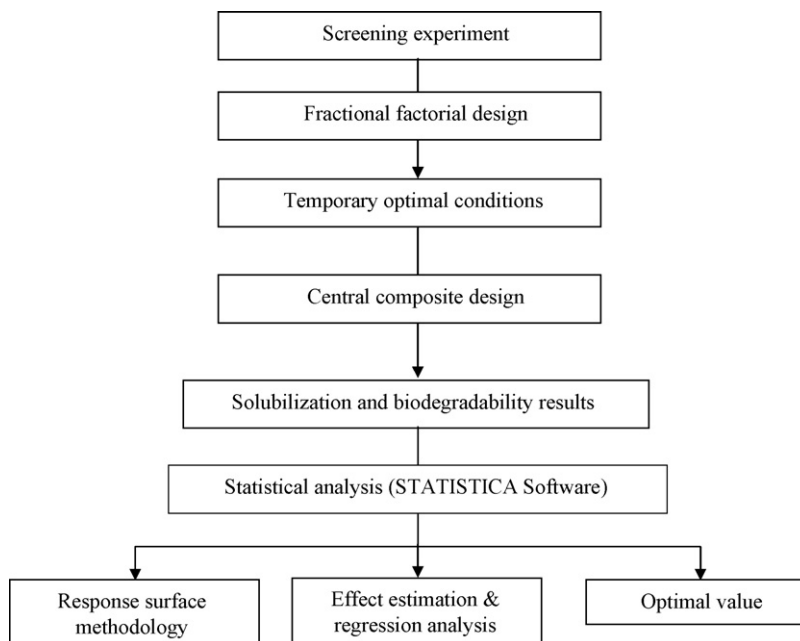 Screening experiment
Fractional factorial design
Temporary optimal conditions
Central composite design
Solubilization and biodegradability results
Statistical analysis (STATISTICA Software)
Response surface
methodology
Effect estimation &
regression analysis
Optimal value